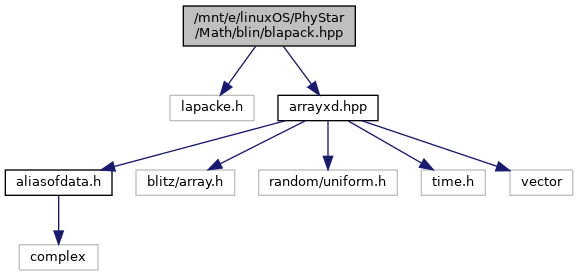 /mnt/e/linuxOS/PhyStar
/Math/blin/blapack.hpp
lapacke.h
arrayxd.hpp
aliasofdata.h
blitz/array.h
random/uniform.h
time.h
vector
complex